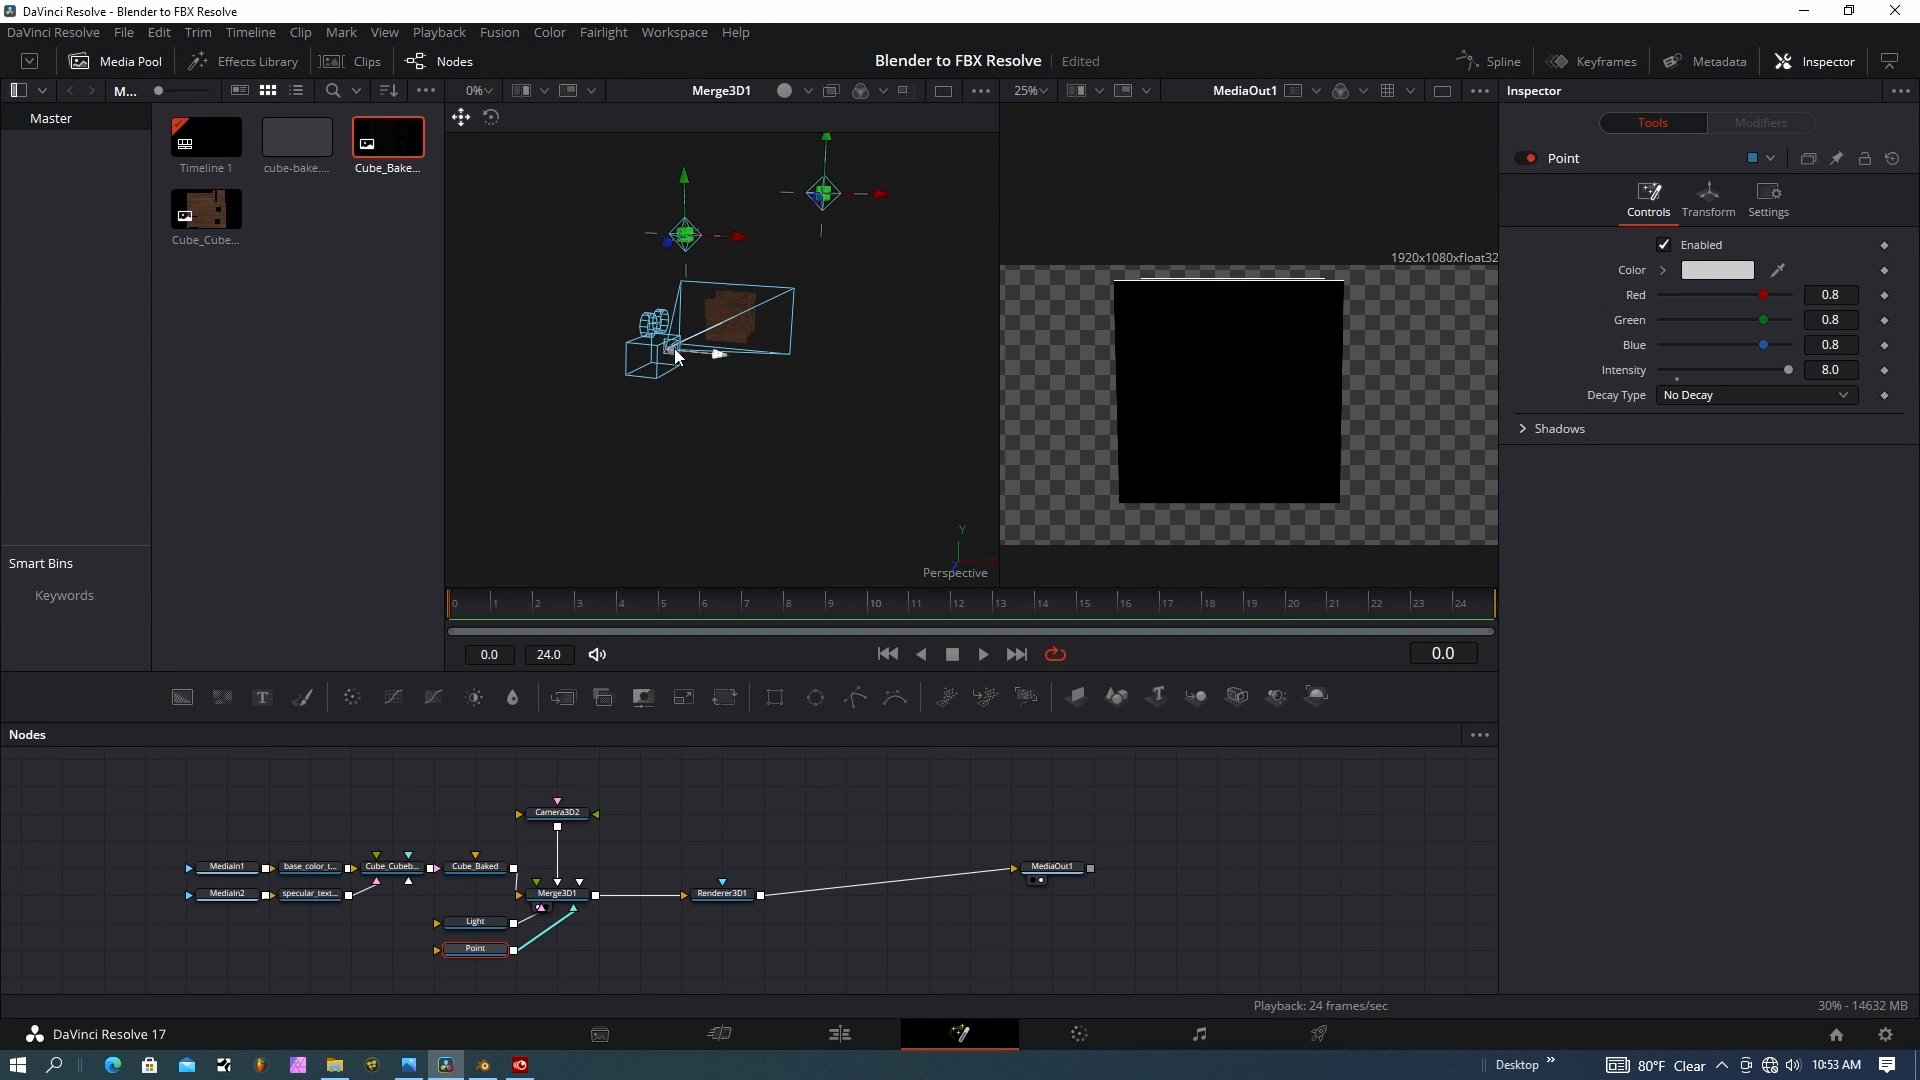 DaVinci Resolve - Blender to FBX Resolve
DaVinci Resolve File Edit Trim Timeline Clip Mark View Playback Fusion Color Fairlight Workspace Help
Media Pool Effects Library Clips Nodes Blender to FBX Resolve Edited Spline Keyframes Metadata Inspector
M... 0% Merge3D1 25% MediaOut1 Inspector
Master
Tools Modifiers
Timeline 1 cube-bake.... Cube_Bake...
Cube_Cube...
Point
Controls Transform Settings
Enabled
Color
Red 0.8
Green 0.8
Blue 0.8
Intensity 8.0
Decay Type No Decay
Shadows
1920x1080xfloat32
Y
Perspective
Smart Bins
Keywords
0 1 2 3 4 5 6 7 8 9 10 11 12 13 14 15 16 17 18 19 20 21 22 23 24
0.0 24.0 0.0
Nodes
Camera3D2
MediaIn1 base_color_t... Cube_Cubeb... Cube_Baked MediaOut1
MediaIn2 specular_text... Merge3D1 Renderer3D1
Light
Point
Playback: 24 frames/sec 30% - 14632 MB
DaVinci Resolve 17
Desktop 80°F Clear 10:53 AM